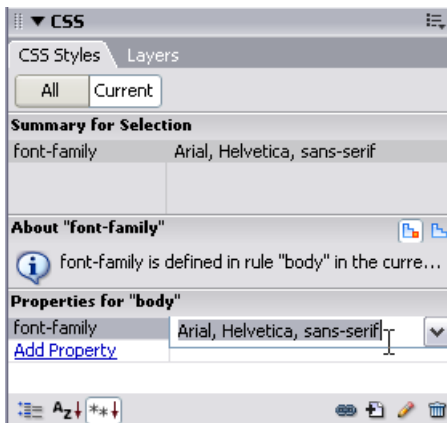 CSS
CSS Styles Layers
All Current
Summary for Selection
font-family Arial, Helvetica, sans-serif
About "font-family"
font-family is defined in rule "body" in the curre...
Properties for "body"
font-family Arial, Helvetica, sans-serif
Add Property
AZ **